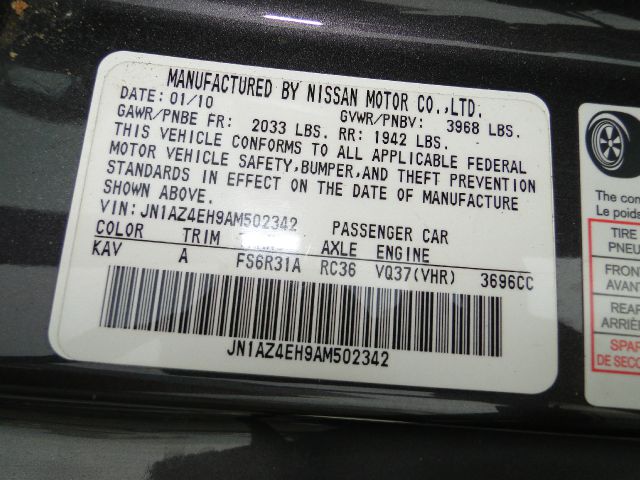 MANUFACTURED BY NISSAN MOTOR CO.,LTD.
DATE: 01/10 GVWR/PNBV: 3968 LBS.
GAWR/PNBE FR: 2033 LBS. RR: 1942 LBS.
THIS VEHICLE CONFORMS TO ALL APPLICABLE FEDERAL
MOTOR VEHICLE SAFETY, BUMPER, AND THEFT PREVENTION
STANDARDS IN EFFECT ON THE DATE OF MANUFACTURE
SHOWN ABOVE.
VIN: JN1AZ4EH9AM502342 PASSENGER CAR
COLOR TRIM AXLE ENGINE
KAV A FS6R31A RC36 VQ37(VHR) 3696CC
JN1AZ4EH9AM502342
The com
Le poids
TIRE
PNEU
FRON
AVAN
REAR
ARRIÈ
SPAR
DE SECO